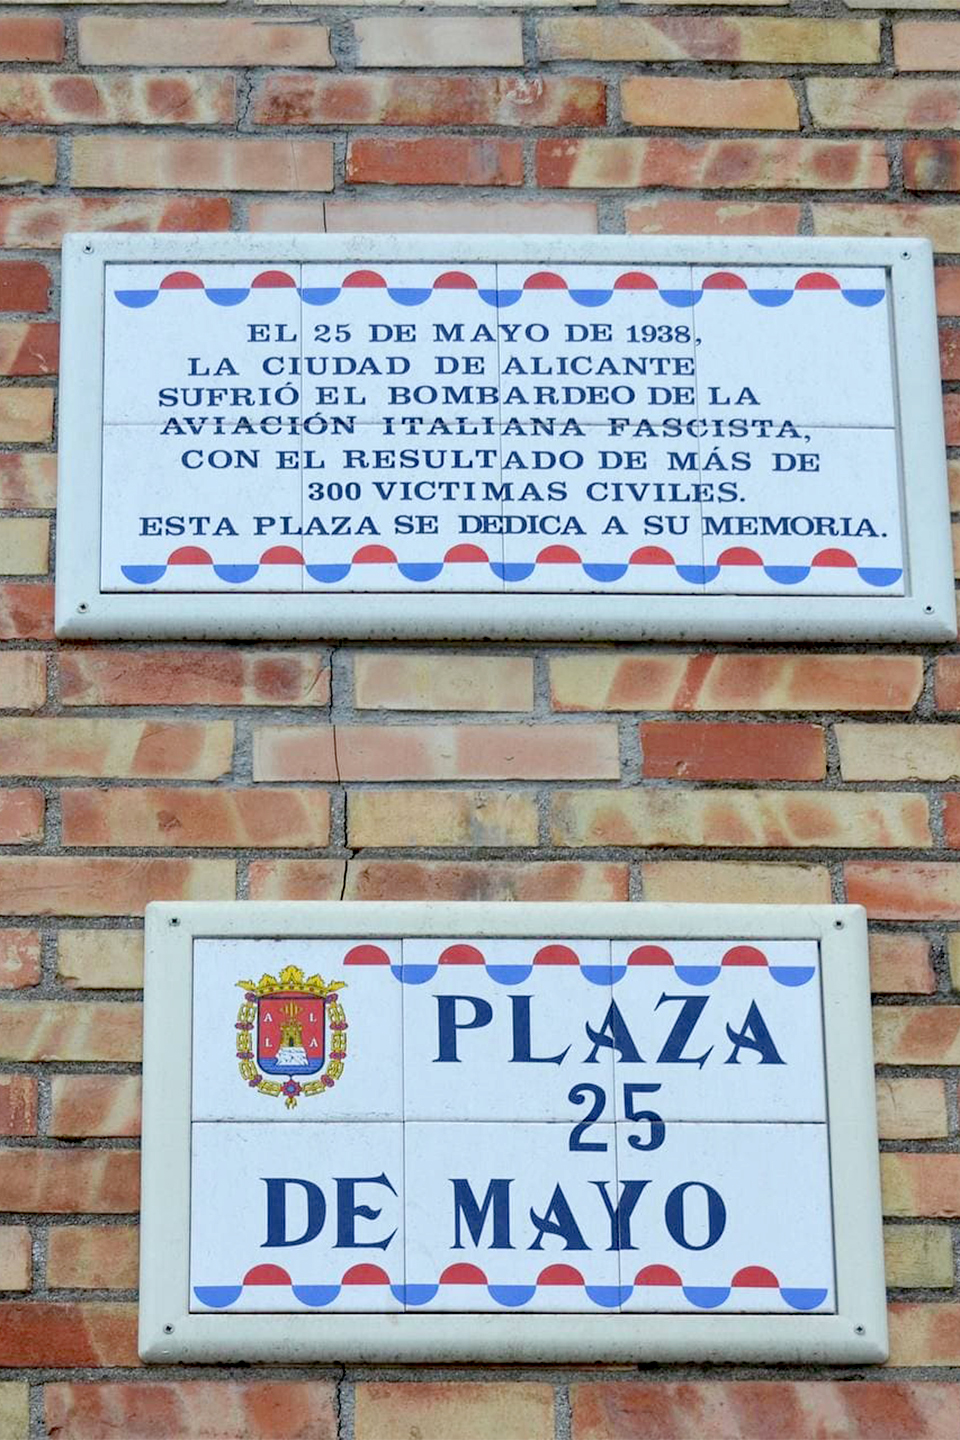 EL 25 DE MAYO DE 1938,
LA CIUDAD DE ALICANTE
SUFRIÓ EL BOMBARDEO DE LA
AVIACIÓN ITALIANA FASCISTA,
CON EL RESULTADO DE MÁS DE
300 VICTIMAS CIVILES.
ESTA PLAZA SE DEDICA A SU MEMORIA.
A L
L A
PLAZA
25
DE MAYO